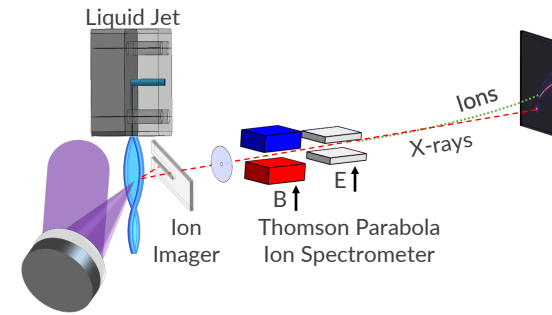 Liquid Jet
Ions
X-rays
B
E
Ion
Imager
Thomson Parabola
Ion Spectrometer